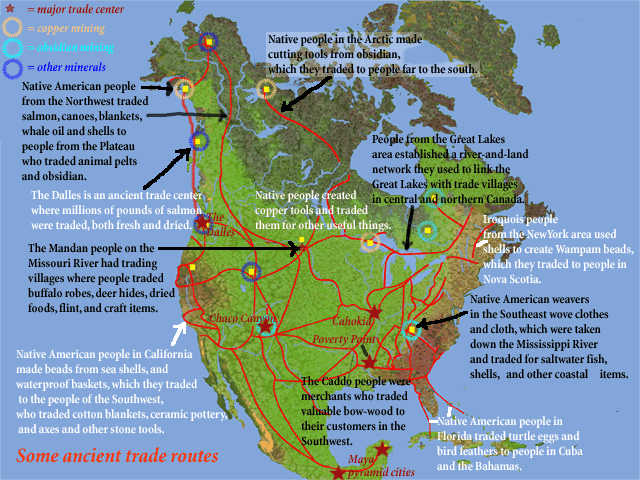 = major trade center
= copper mining
= obsidian mining
= other minerals
Native people in the Arctic made
cutting tools from obsidian,
which they traded to people far to the south.
Native American people
from the Northwest traded
salmon, canoes, blankets,
whale oil and shells to
people from the Plateau
who traded animal pelts
and obsidian.
People from the Great Lakes
area established a river-and-land
network they used to link the
Great Lakes with trade villages
in central and northern Canada.
The Dalles is an ancient trade center
where millions of pounds of salmon
were traded, both fresh and dried.
The
Dalles
Native people created
copper tools and traded
them for other useful things.
Iroquois people
from the NewYork area used
shells to create Wampam beads,
which they traded to people in
Nova Scotia.
The Mandan people on the
Missouri River had trading
villages where people traded
buffalo robes, deer hides, dried
foods, flint, and craft items.
Native American weavers
in the Southeast wove clothes
and cloth, which were taken
down the Mississippi River
and traded for saltwater fish,
shells, and other coastal items.
Chaco Canyon
Cahokia
Poverty Point
Native American people in California
made beads from sea shells, and
waterproof baskets, which they traded
to the people of the Southwest,
who traded cotton blankets, ceramic pottery,
and axes and other stone tools.
The Caddo people were
merchants who traded
valuable bow-wood to
their customers in the
Southwest.
Native American people in
Florida traded turtle eggs and
bird feathers to people in Cuba
and the Bahamas.
Some ancient trade routes
Maya
pyramid cities